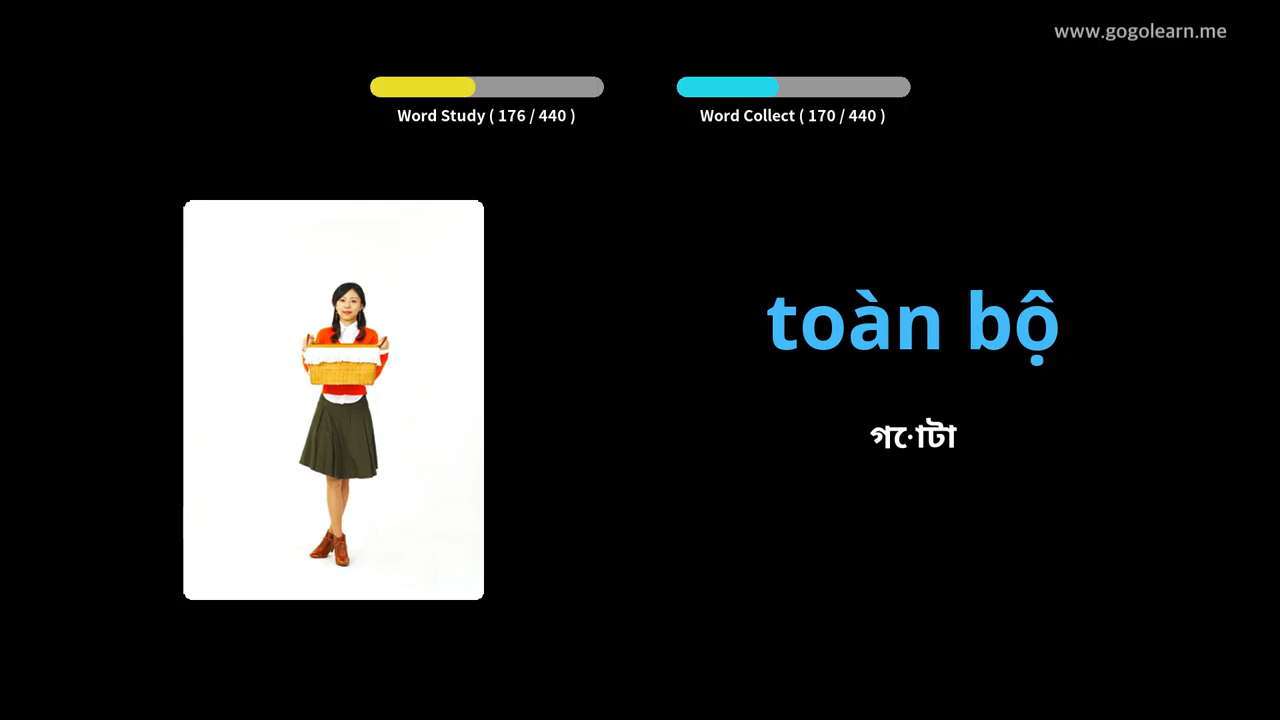 www.gogolearn.me
Word Study ( 176 / 440 )
Word Collect ( 170 / 440 )
toàn bộ
গোটা